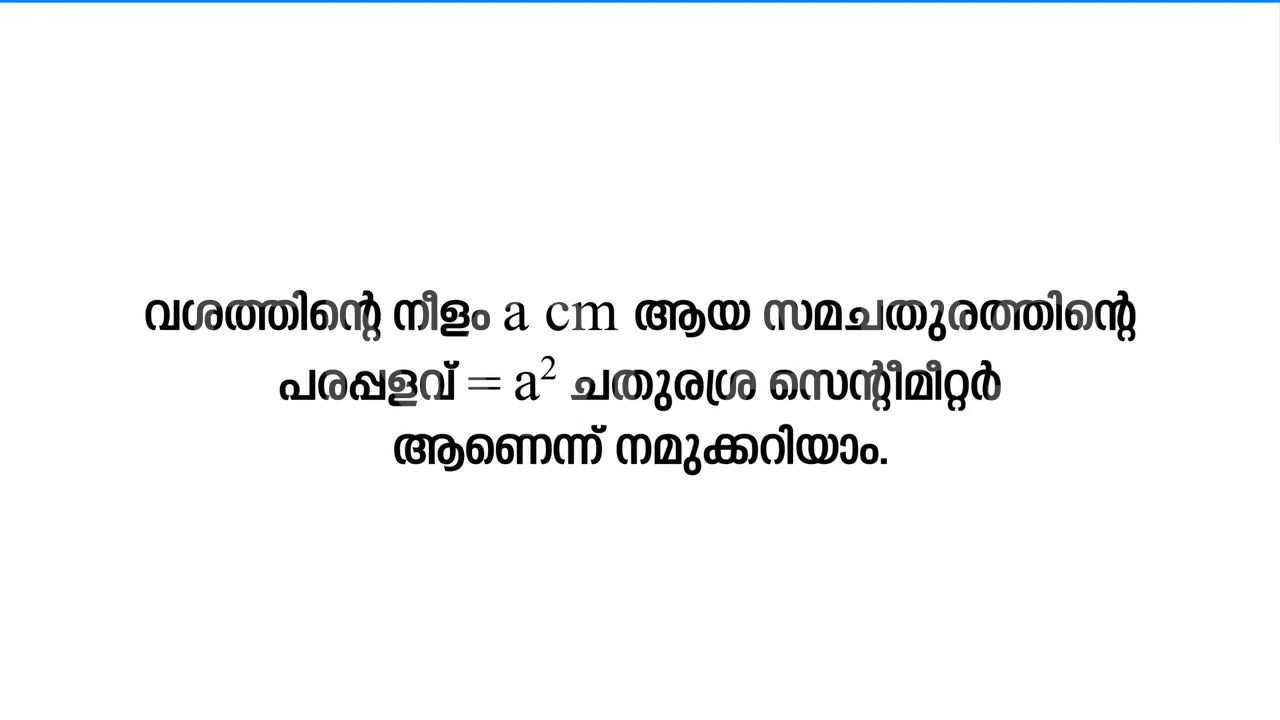 വശത്തിന്റെ നീളം a cm ആയ സമചതുരത്തിന്റെ
പരപ്പളവ് = a² ചതുരശ്ര സെന്റീമീറ്റർ
ആണെന്ന് നമുക്കറിയാം.